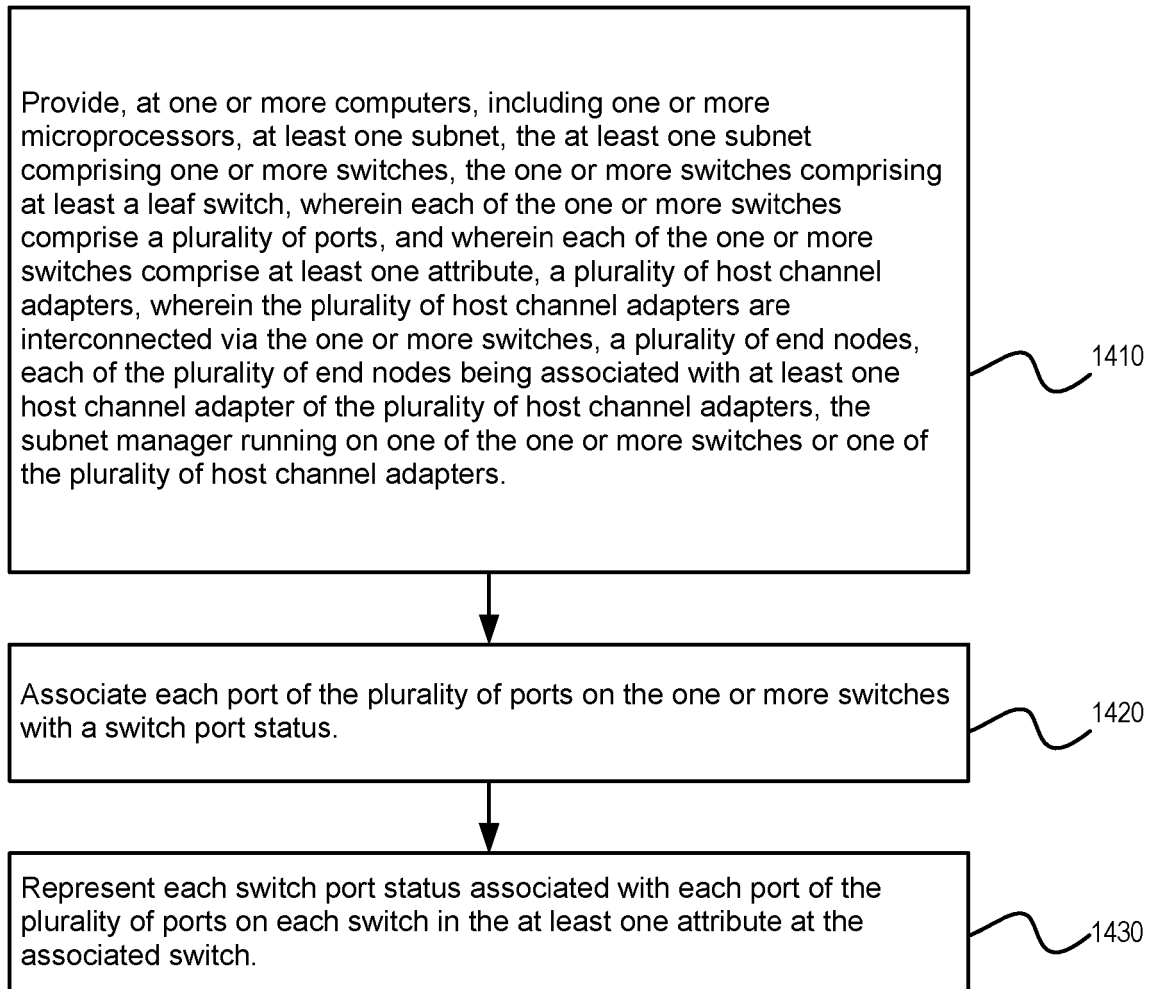 Provide, at one or more computers, including one or more
microprocessors, at least one subnet, the at least one subnet
comprising one or more switches, the one or more switches comprising
at least a leaf switch, wherein each of the one or more switches
comprise a plurality of ports, and wherein each of the one or more
switches comprise at least one attribute, a plurality of host channel
adapters, wherein the plurality of host channel adapters are
interconnected via the one or more switches, a plurality of end nodes,
each of the plurality of end nodes being associated with at least one
host channel adapter of the plurality of host channel adapters, the
subnet manager running on one of the one or more switches or one of
the plurality of host channel adapters.
1410
Associate each port of the plurality of ports on the one or more switches
with a switch port status.
1420
Represent each switch port status associated with each port of the
plurality of ports on each switch in the at least one attribute at the
associated switch.
1430